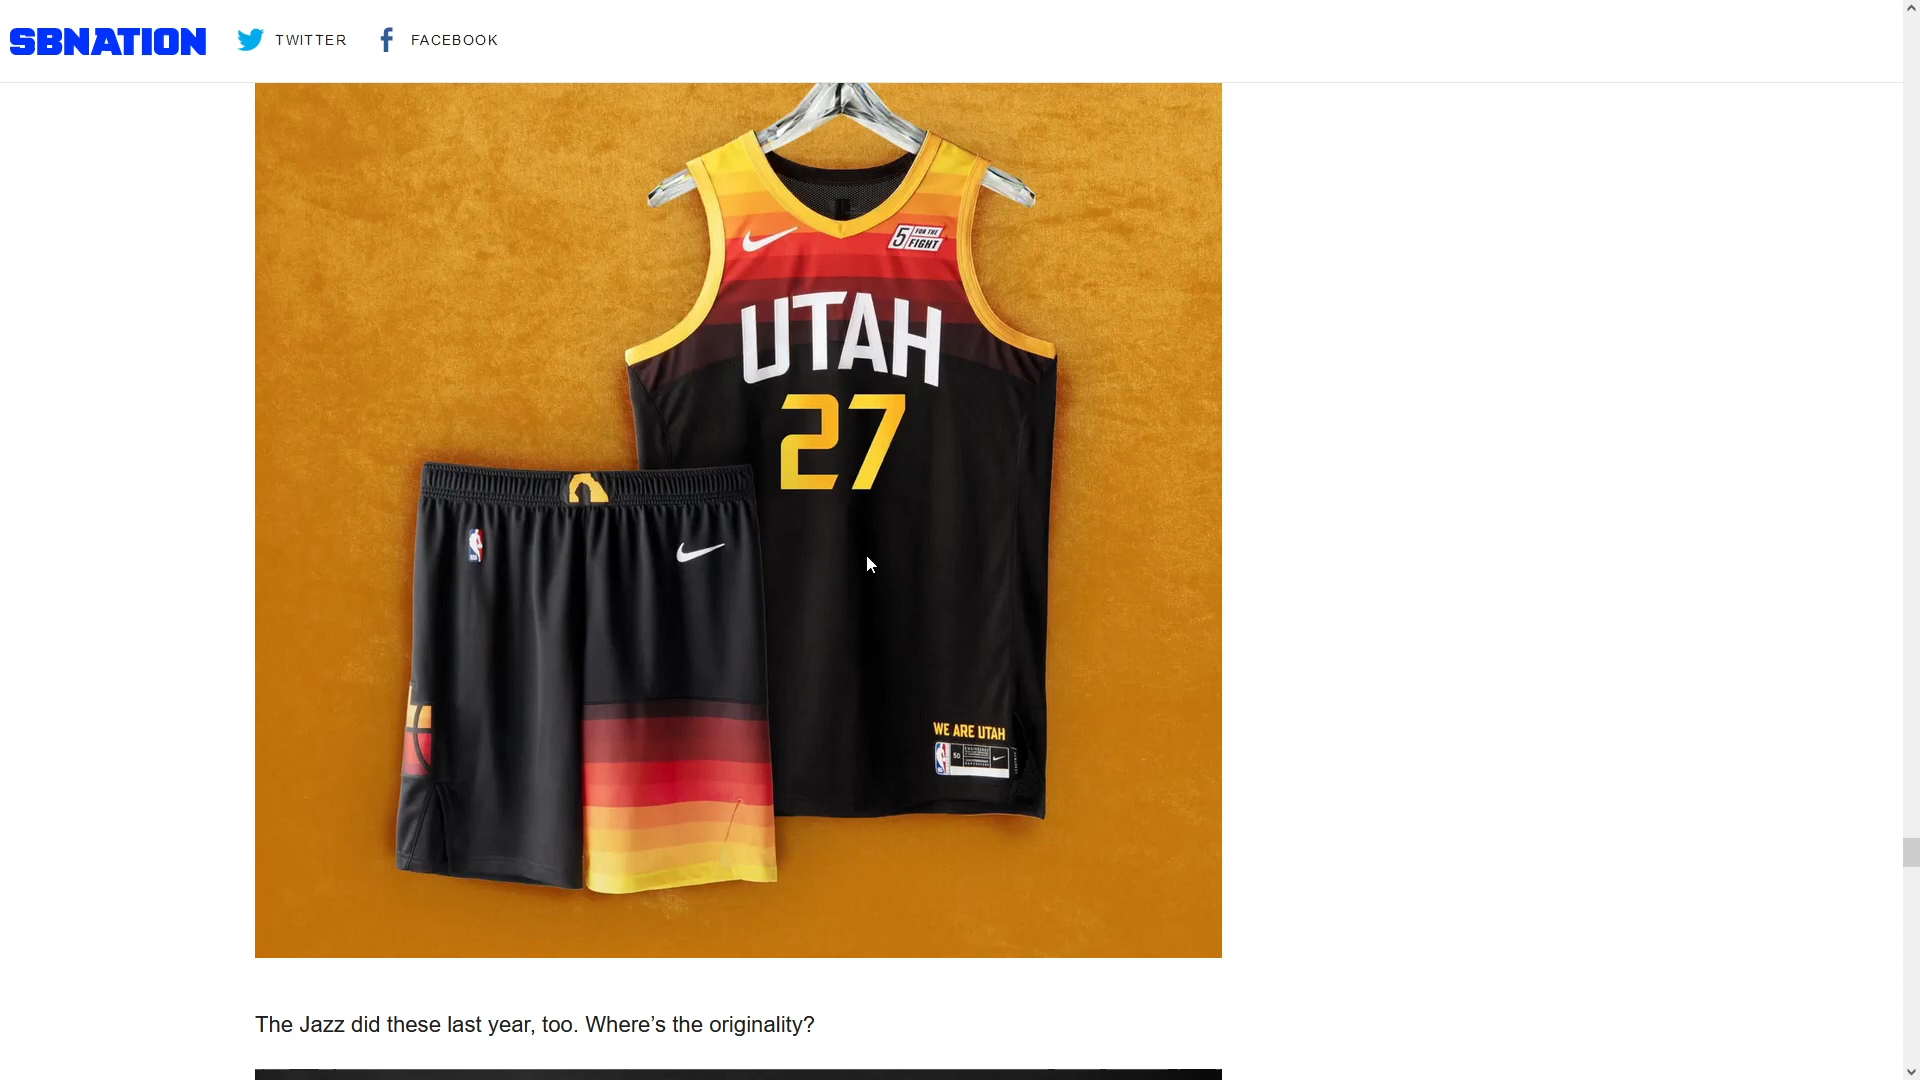 SBNATION
TWITTER
FACEBOOK
5 FOR THE
FIGHT
UTAH
27
WE ARE UTAH
50
The Jazz did these last year, too. Where’s the originality?